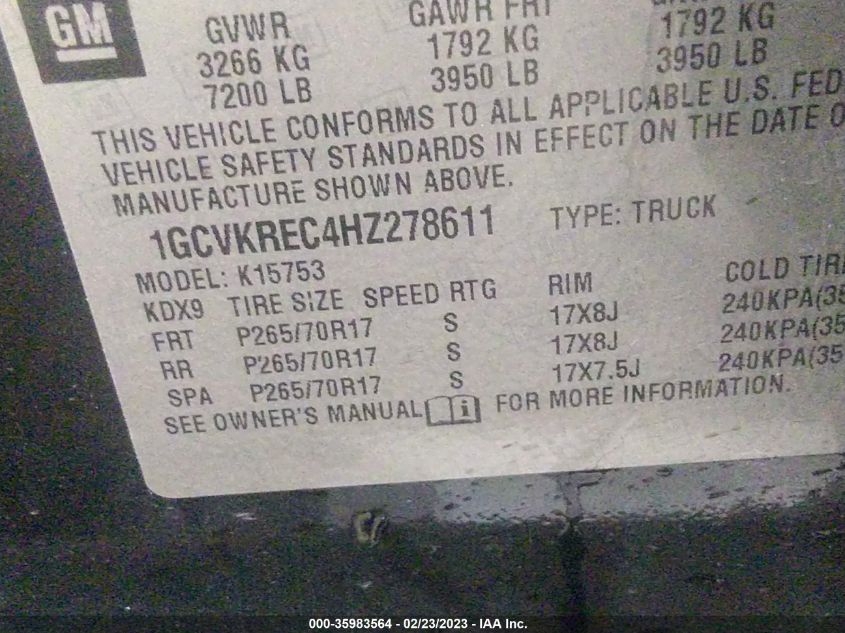 GM
GVWR GAWR FRT
3266 KG 1792 KG 1792 KG
7200 LB 3950 LB 3950 LB
THIS VEHICLE CONFORMS TO ALL APPLICABLE U.S. FED
VEHICLE SAFETY STANDARDS IN EFFECT ON THE DATE O
MANUFACTURE SHOWN ABOVE.
1GCVKREC4HZ278611 TYPE: TRUCK
MODEL: K15753
KDX9 TIRE SIZE SPEED RTG RIM COLD TIR
FRT P265/70R17 S 17X8J 240KPA(35
RR P265/70R17 S 17X8J 240KPA(35
SPA P265/70R17 S 17X7.5J 240KPA(35
SEE OWNER'S MANUAL i FOR MORE INFORMATION.
000-35983564 - 02/23/2023 - IAA Inc.